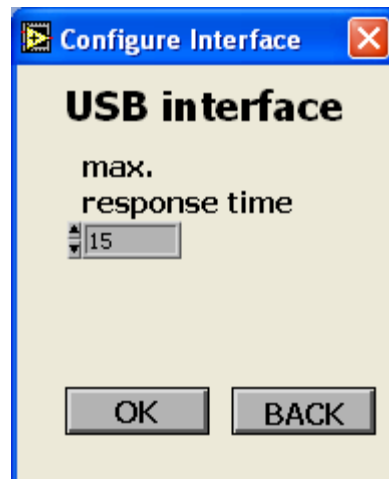 Configure Interface
USB interface
max.
response time
15
OK BACK